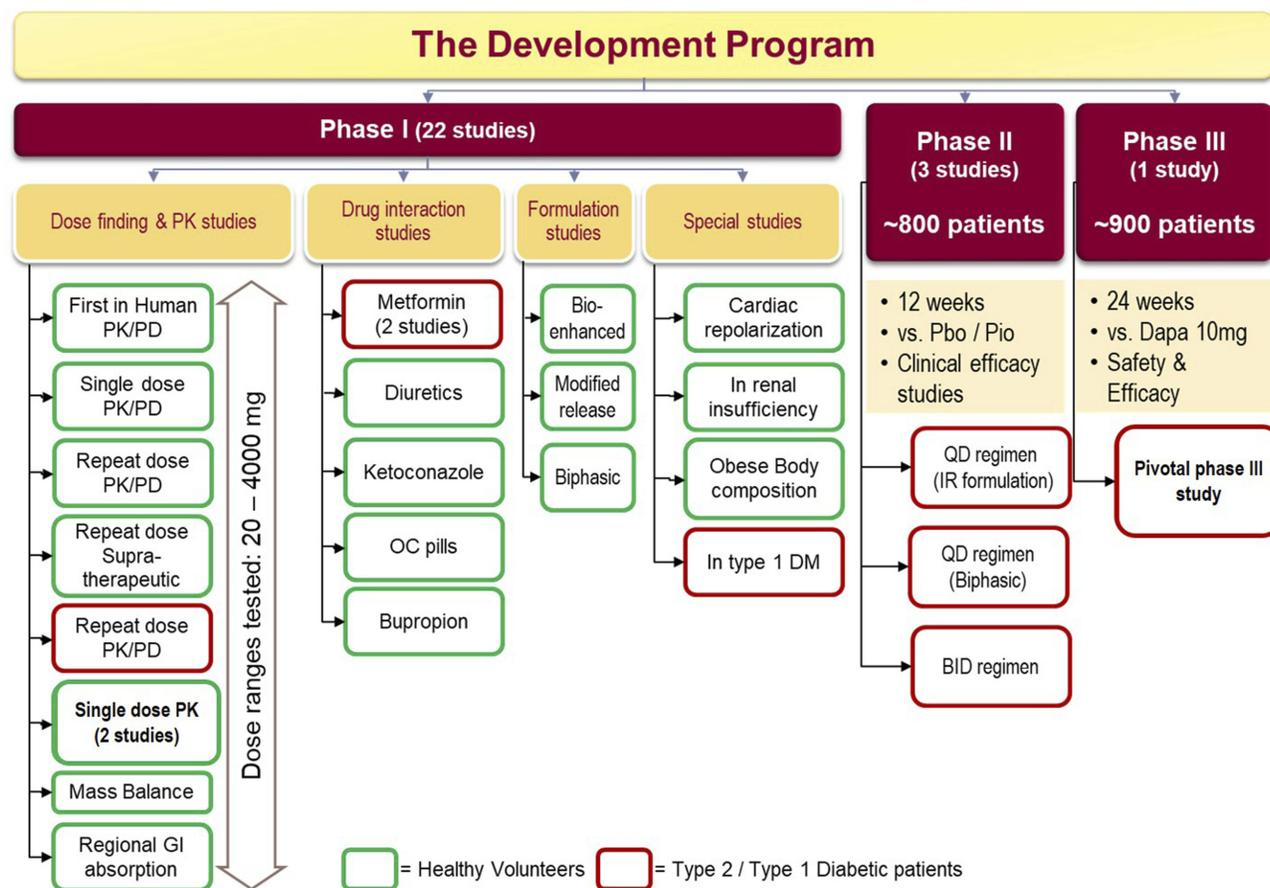 The Development Program
Phase I (22 studies)
Phase II
(3 studies)
~800 patients
Phase III
(1 study)
~900 patients
Dose finding & PK studies
Drug interaction
studies
Formulation
studies
Special studies
First in Human
PK/PD
Single dose
PK/PD
Repeat dose
PK/PD
Repeat dose
Supra-
therapeutic
Repeat dose
PK/PD
Single dose PK
(2 studies)
Mass Balance
Regional GI
absorption
Dose ranges tested: 20 – 4000 mg
Metformin
(2 studies)
Diuretics
Ketoconazole
OC pills
Bupropion
Bio-
enhanced
Modified
release
Biphasic
Cardiac
repolarization
In renal
insufficiency
Obese Body
composition
In type 1 DM
• 12 weeks
• vs. Pbo / Pio
• Clinical efficacy
studies
QD regimen
(IR formulation)
QD regimen
(Biphasic)
BID regimen
• 24 weeks
• vs. Dapa 10mg
• Safety &
Efficacy
Pivotal phase III
study
= Healthy Volunteers
= Type 2 / Type 1 Diabetic patients